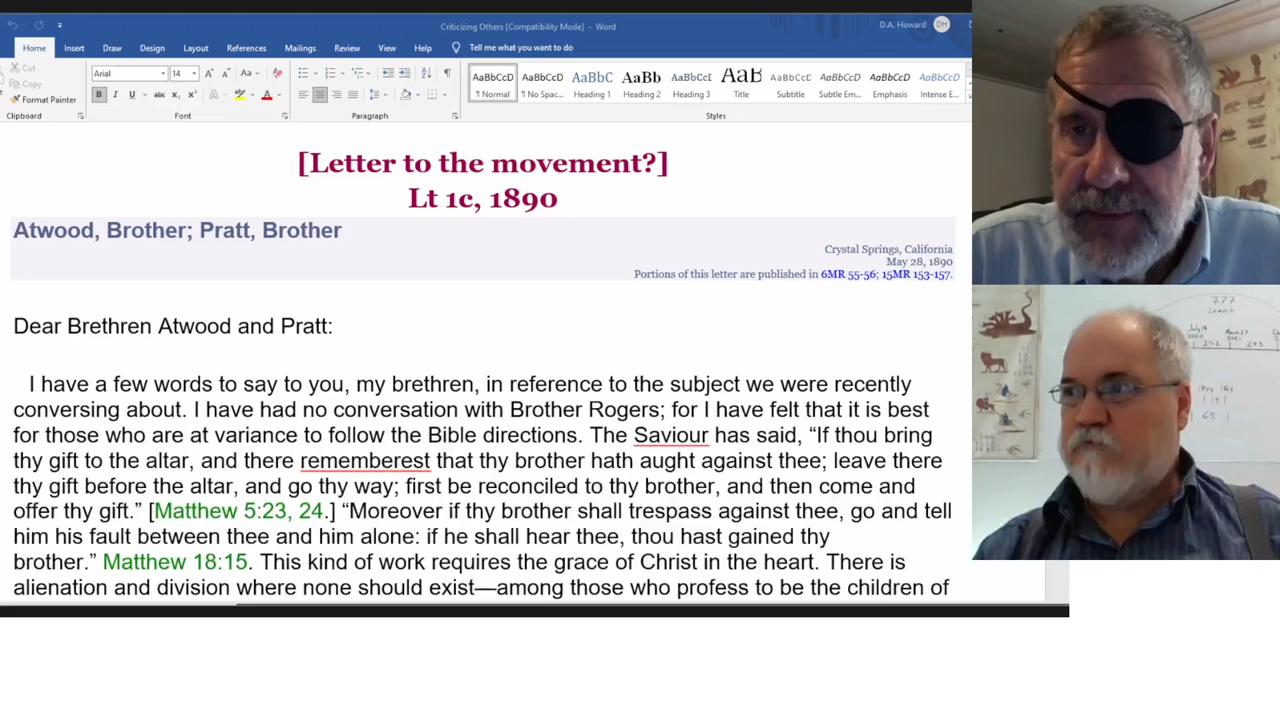 Criticizing Others [Compatibility Mode] - Word
D.A. Howard
DH
Home Insert Draw Design Layout References Mailings Review View Help Tell me what you want to do
Cut
Copy
Format Painter
Clipboard
Arial 14
Font
Paragraph
AaBbCcD AaBbCcD AaBbC AaBb AaBbCcD AaB AaBbCcD AaBbCcD AaBbCcD AaBbCcD
¶ Normal ¶ No Spac... Heading 1 Heading 2 Heading 3 Title Subtitle Subtle Em... Emphasis Intense E...
Styles
[Letter to the movement?]
Lt 1c, 1890
Atwood, Brother; Pratt, Brother
Crystal Springs, California
May 28, 1890
Portions of this letter are published in 6MR 55-56; 15MR 153-157.
Dear Brethren Atwood and Pratt:
I have a few words to say to you, my brethren, in reference to the subject we were recently
conversing about. I have had no conversation with Brother Rogers; for I have felt that it is best
for those who are at variance to follow the Bible directions. The Saviour has said, “If thou bring
thy gift to the altar, and there rememberest that thy brother hath aught against thee; leave there
thy gift before the altar, and go thy way; first be reconciled to thy brother, and then come and
offer thy gift.” [Matthew 5:23, 24.] “Moreover if thy brother shall trespass against thee, go and tell
him his fault between thee and him alone: if he shall hear thee, thou hast gained thy
brother.” Matthew 18:15. This kind of work requires the grace of Christ in the heart. There is
alienation and division where none should exist—among those who profess to be the children of
777